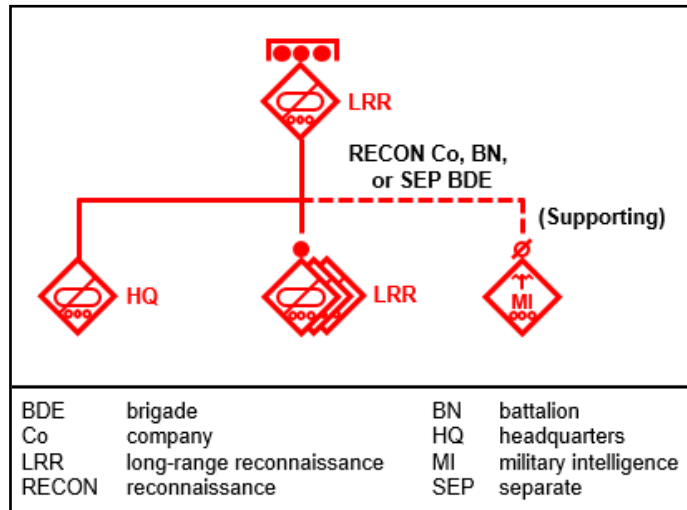 LRR
RECON Co, BN,
or SEP BDE
(Supporting)
HQ
LRR
MI
BDE brigade
Co company
LRR long-range reconnaissance
RECON reconnaissance
BN battalion
HQ headquarters
MI military intelligence
SEP separate